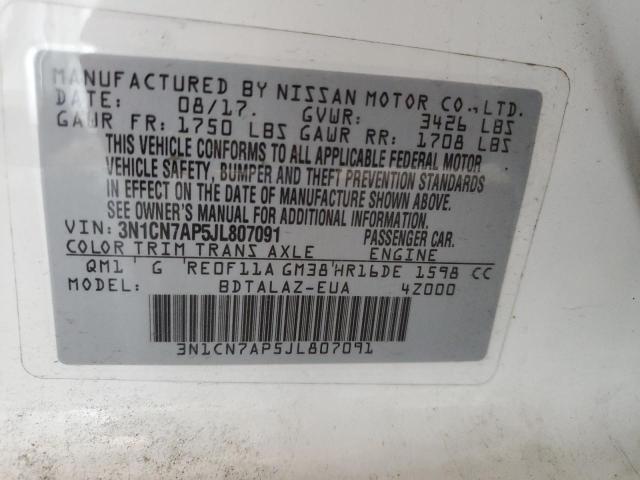 MANUFACTURED BY NISSAN MOTOR CO.,LTD.
DATE: 08/17. GVWR: 3426 LBS
GAWR FR: 1750 LBS GAWR RR: 1708 LBS
THIS VEHICLE CONFORMS TO ALL APPLICABLE FEDERAL MOTOR
VEHICLE SAFETY, BUMPER AND THEFT PREVENTION STANDARDS
IN EFFECT ON THE DATE OF MANUFACTURE SHOWN ABOVE.
SEE OWNER'S MANUAL FOR ADDITIONAL INFORMATION.
VIN: 3N1CN7AP5JL807091 PASSENGER CAR.
COLOR TRIM TRANS AXLE ENGINE
QM1 G RE0F11A GM38 HR16DE 1598 CC
MODEL: BDTALAZ-EUA 4Z000
3N1CN7AP5JL807091